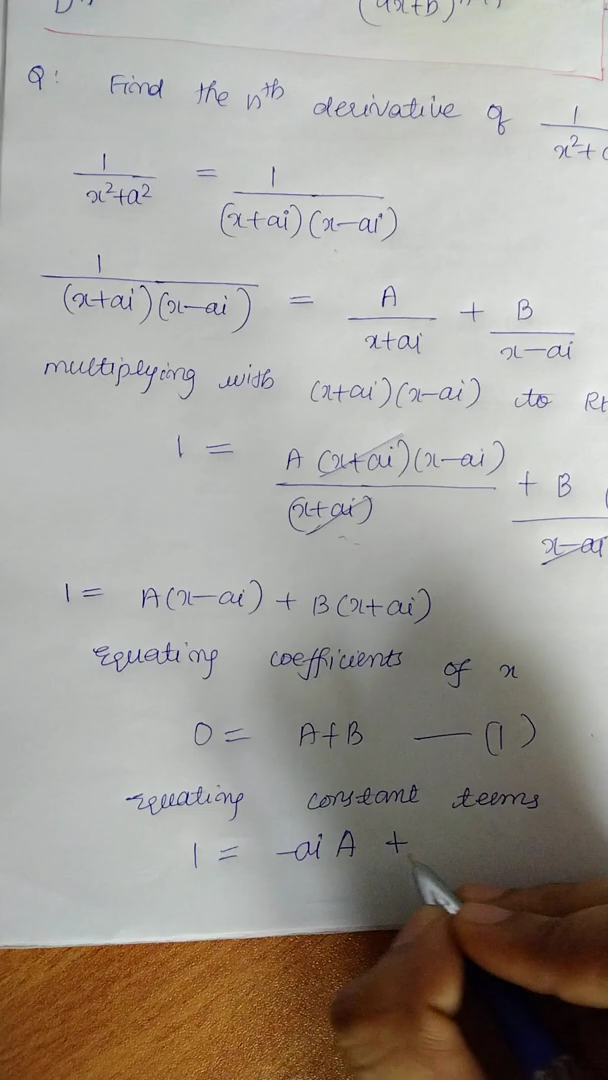 (ax+b)
Q: Find the nth derivative of 1/x²+
1/x²+a² = 1/(x+ai)(x-ai)
1/(x+ai)(x-ai) = A/x+ai + B/x-ai
multiplying with (x+ai)(x-ai) to
1 = A(x+ai)(x-ai)/(x+ai) + B /x-ai
1 = A(x-ai) + B(x+ai)
Equating coefficients of x
0 = A+B — (1)
Equating constant terms
1 = -ai A +